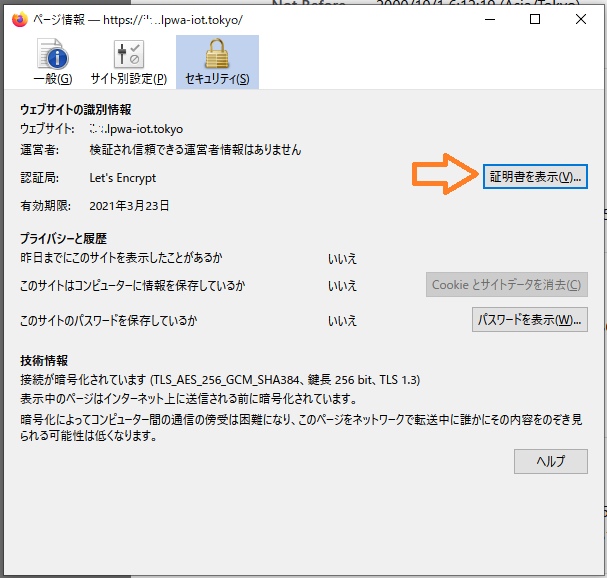 ページ情報 — https://i:.lpwa-iot.tokyo/
一般(G)
サイト別設定(P)
セキュリティ(S)
ウェブサイトの識別情報
ウェブサイト: .lpwa-iot.tokyo
運営者: 検証され信頼できる運営者情報はありません
認証局: Let's Encrypt
証明書を表示(V)...
有効期限: 2021年3月23日
プライバシーと履歴
昨日までにこのサイトを表示したことがあるか いいえ
このサイトはコンピューターに情報を保存しているか いいえ
Cookie とサイトデータを消去(C)
このサイトのパスワードを保存しているか いいえ
パスワードを表示(W)...
技術情報
接続が暗号化されています (TLS_AES_256_GCM_SHA384、鍵長 256 bit、TLS 1.3)
表示中のページはインターネット上に送信される前に暗号化されています。
暗号化によってコンピューター間の通信の傍受は困難になり、このページをネットワークで転送中に誰かにその内容をのぞき見
られる可能性は低くなります。
ヘルプ